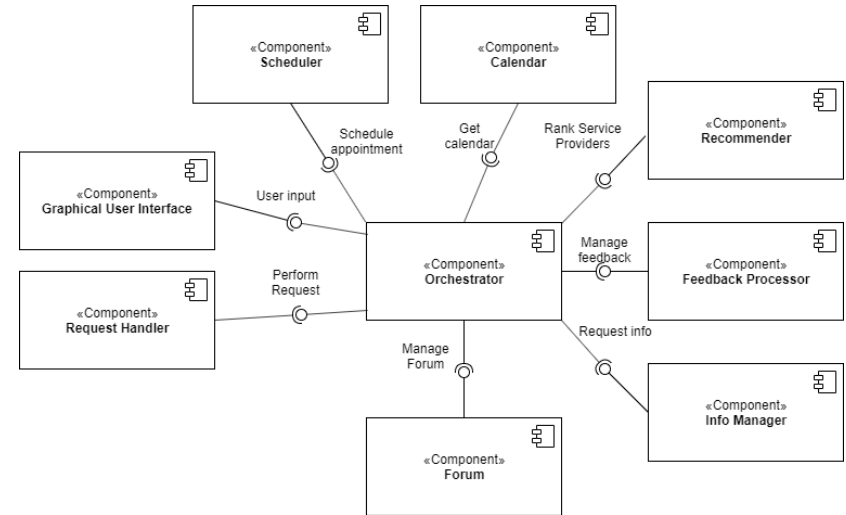 «Component»
Scheduler
«Component»
Calendar
«Component»
Recommender
Schedule
appointment
Get
calendar
Rank Service
Providers
«Component»
Graphical User Interface
User input
«Component»
Orchestrator
Manage
feedback
«Component»
Feedback Processor
«Component»
Request Handler
Perform
Request
Manage
Forum
Request info
«Component»
Info Manager
«Component»
Forum